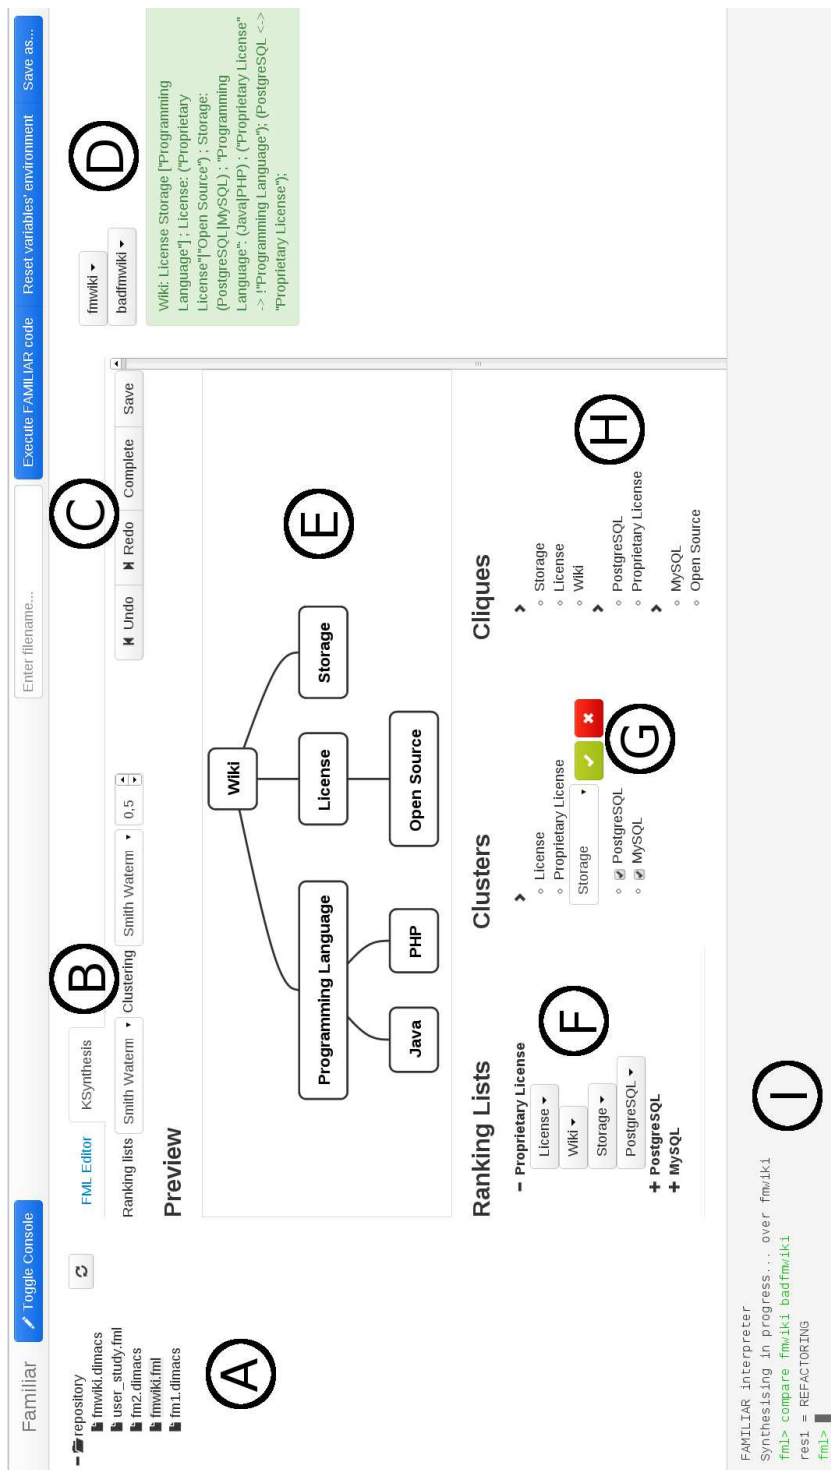 Familiar
Toggle Console
Enter filename...
Execute FAMILIAR code
Reset variables' environment
Save as...
repository
fmwiki.dimacs
user_study.fml
fm2.dimacs
fmwiki.fml
fm1.dimacs
A
FML Editor
KSynthesis
B
C
Ranking lists
Smith Waterm
Clustering
Smith Waterm
0,5
Undo
Redo
Complete
Save
Preview
Wiki
Programming Language
License
Storage
Java
PHP
Open Source
E
Ranking Lists
Proprietary License
License
Wiki
Storage
PostgreSQL
PostgreSQL
MySQL
F
Clusters
License
Proprietary License
Storage
PostgreSQL
MySQL
G
Cliques
Storage
License
Wiki
PostgreSQL
Proprietary License
MySQL
Open Source
H
fmwiki
badfmwiki
D
Wiki: License Storage ["Programming
Language"] ; License: ("Proprietary
License"|"Open Source") ; Storage:
(PostgreSQL|MySQL) ; "Programming
Language": (Java|PHP) ; ("Proprietary License"
-> !"Programming Language"); (PostgreSQL <->
"Proprietary License");
FAMILIAR interpreter
Synthesising in progress... over fmwiki
fml> compare fmwiki badfmwiki
res1 = REFACTORING
fml>
I